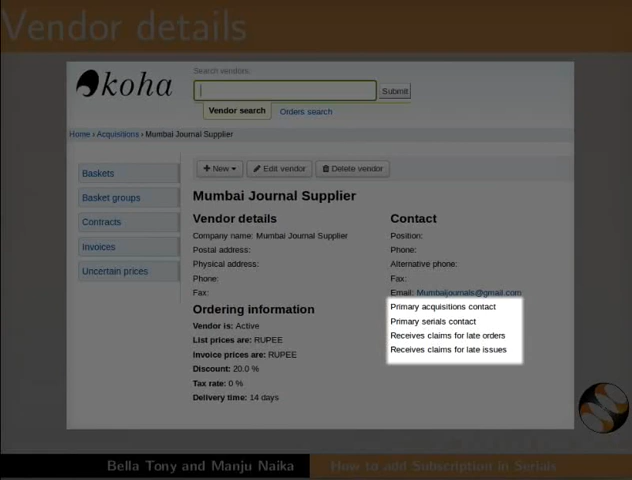 Vendor details
koha
Search vendors:
Submit
Vendor search
Orders search
Home › Acquisitions › Mumbai Journal Supplier
Baskets
Basket groups
Contracts
Invoices
Uncertain prices
+ New
Edit vendor
Delete vendor
Mumbai Journal Supplier
Vendor details
Company name: Mumbai Journal Supplier
Postal address:
Physical address:
Phone:
Fax:
Ordering information
Vendor is: Active
List prices are: RUPEE
Invoice prices are: RUPEE
Discount: 20.0 %
Tax rate: 0 %
Delivery time: 14 days
Contact
Position:
Phone:
Alternative phone:
Fax:
Email: Mumbaijournals@gmail.com
Primary acquisitions contact
Primary serials contact
Receives claims for late orders
Receives claims for late issues
Bella Tony and Manju Naika
How to add Subscription in Serials